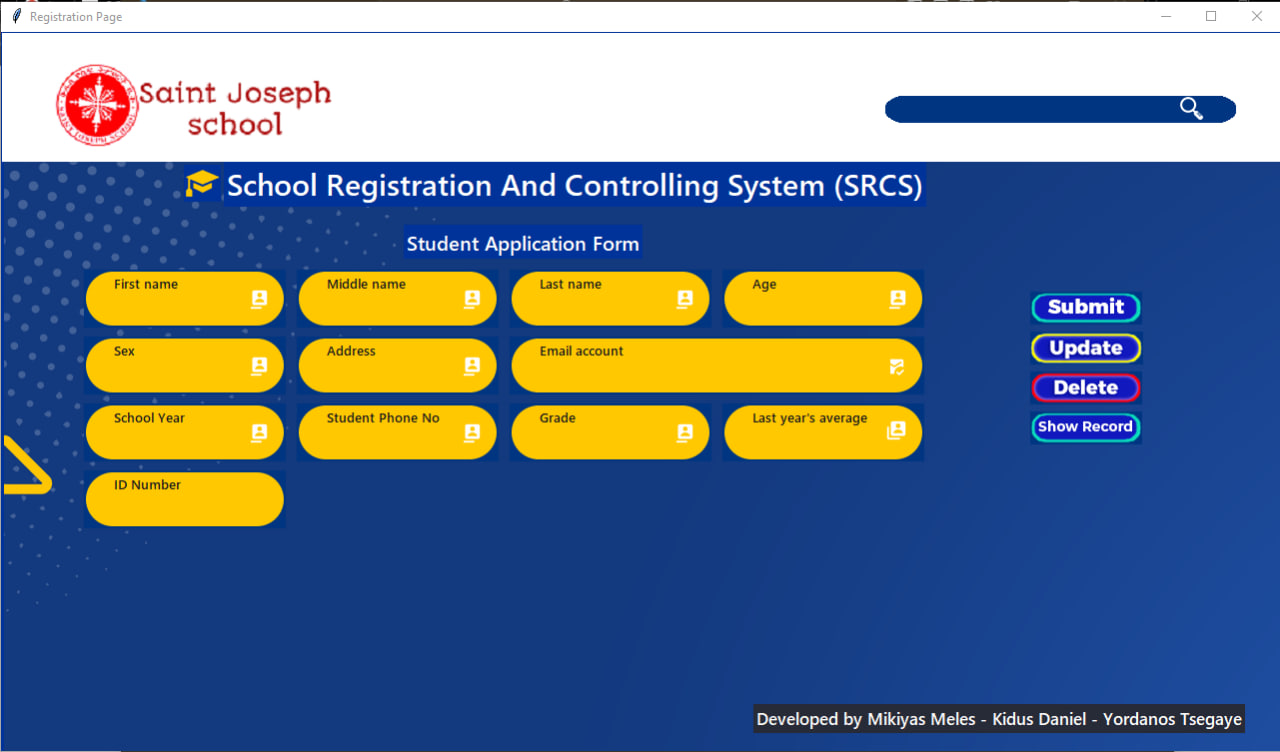 Registration Page
Saint Joseph
school
School Registration And Controlling System (SRCS)
Student Application Form
First name
Middle name
Last name
Age
Sex
Address
Email account
School Year
Student Phone No
Grade
Last year's average
ID Number
Submit
Update
Delete
Show Record
Developed by Mikiyas Meles - Kidus Daniel - Yordanos Tsegaye